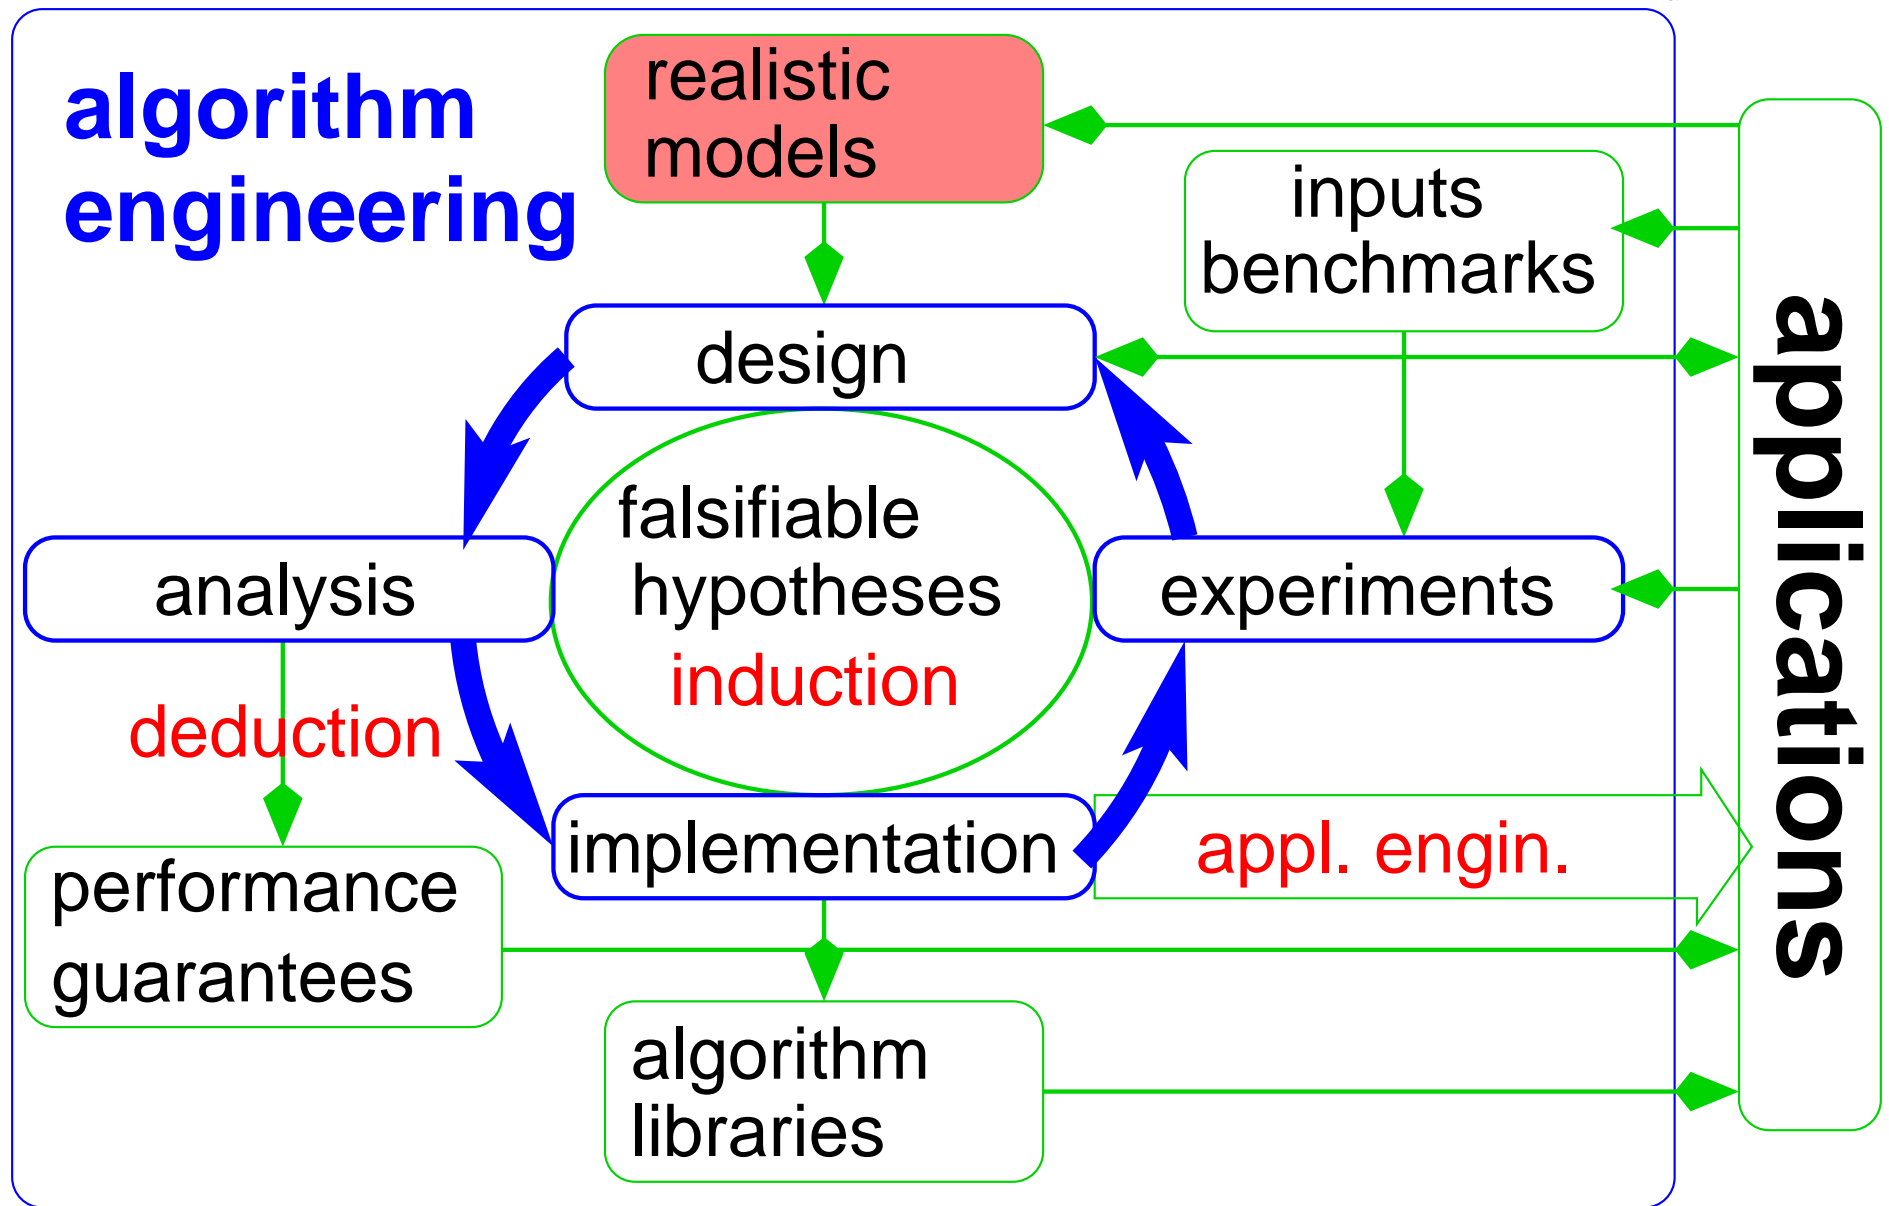 algorithm
engineering
realistic
models
inputs
benchmarks
design
falsifiable
hypotheses
induction
analysis
experiments
deduction
implementation
appl. engin.
performance
guarantees
algorithm
libraries
applications